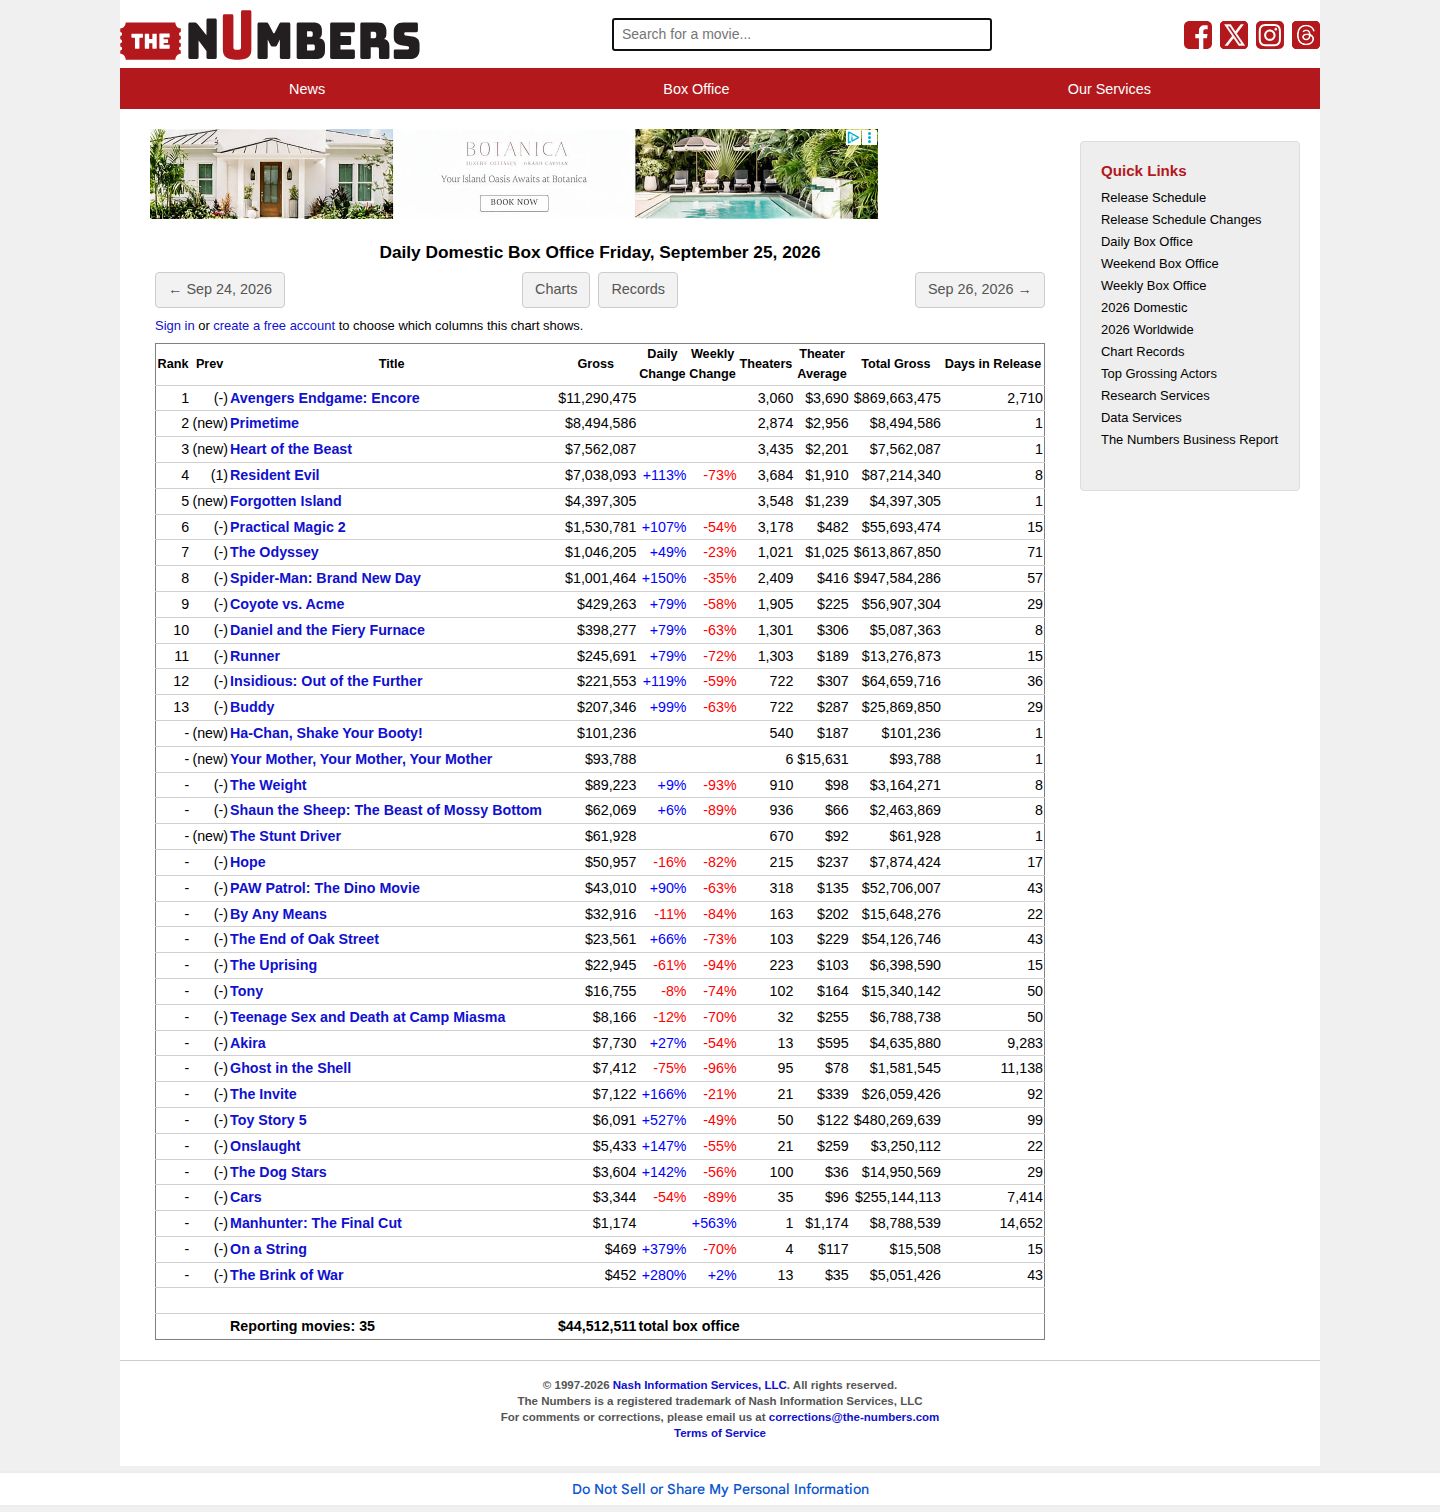 THE NUMBERS
Search for a movie...
News Box Office Our Services
BOTANICA
Your Island Oasis Awaits at Botanica
BOOK NOW
Quick Links
Release Schedule
Release Schedule Changes
Daily Box Office
Weekend Box Office
Weekly Box Office
2026 Domestic
2026 Worldwide
Chart Records
Top Grossing Actors
Research Services
Data Services
The Numbers Business Report
Daily Domestic Box Office Friday, September 25, 2026
← Sep 24, 2026 Charts Records Sep 26, 2026 →
Sign in or create a free account to choose which columns this chart shows.
Rank Prev Title Gross Daily Change Weekly Change Theaters Theater Average Total Gross Days in Release
1 (-) Avengers Endgame: Encore $11,290,475 3,060 $3,690 $869,663,475 2,710
2 (new) Primetime $8,494,586 2,874 $2,956 $8,494,586 1
3 (new) Heart of the Beast $7,562,087 3,435 $2,201 $7,562,087 1
4 (1) Resident Evil $7,038,093 +113% -73% 3,684 $1,910 $87,214,340 8
5 (new) Forgotten Island $4,397,305 3,548 $1,239 $4,397,305 1
6 (-) Practical Magic 2 $1,530,781 +107% -54% 3,178 $482 $55,693,474 15
7 (-) The Odyssey $1,046,205 +49% -23% 1,021 $1,025 $613,867,850 71
8 (-) Spider-Man: Brand New Day $1,001,464 +150% -35% 2,409 $416 $947,584,286 57
9 (-) Coyote vs. Acme $429,263 +79% -58% 1,905 $225 $56,907,304 29
10 (-) Daniel and the Fiery Furnace $398,277 +79% -63% 1,301 $306 $5,087,363 8
11 (-) Runner $245,691 +79% -72% 1,303 $189 $13,276,873 15
12 (-) Insidious: Out of the Further $221,553 +119% -59% 722 $307 $64,659,716 36
13 (-) Buddy $207,346 +99% -63% 722 $287 $25,869,850 29
- (new) Ha-Chan, Shake Your Booty! $101,236 540 $187 $101,236 1
- (new) Your Mother, Your Mother, Your Mother $93,788 6 $15,631 $93,788 1
- (-) The Weight $89,223 +9% -93% 910 $98 $3,164,271 8
- (-) Shaun the Sheep: The Beast of Mossy Bottom $62,069 +6% -89% 936 $66 $2,463,869 8
- (new) The Stunt Driver $61,928 670 $92 $61,928 1
- (-) Hope $50,957 -16% -82% 215 $237 $7,874,424 17
- (-) PAW Patrol: The Dino Movie $43,010 +90% -63% 318 $135 $52,706,007 43
- (-) By Any Means $32,916 -11% -84% 163 $202 $15,648,276 22
- (-) The End of Oak Street $23,561 +66% -73% 103 $229 $54,126,746 43
- (-) The Uprising $22,945 -61% -94% 223 $103 $6,398,590 15
- (-) Tony $16,755 -8% -74% 102 $164 $15,340,142 50
- (-) Teenage Sex and Death at Camp Miasma $8,166 -12% -70% 32 $255 $6,788,738 50
- (-) Akira $7,730 +27% -54% 13 $595 $4,635,880 9,283
- (-) Ghost in the Shell $7,412 -75% -96% 95 $78 $1,581,545 11,138
- (-) The Invite $7,122 +166% -21% 21 $339 $26,059,426 92
- (-) Toy Story 5 $6,091 +527% -49% 50 $122 $480,269,639 99
- (-) Onslaught $5,433 +147% -55% 21 $259 $3,250,112 22
- (-) The Dog Stars $3,604 +142% -56% 100 $36 $14,950,569 29
- (-) Cars $3,344 -54% -89% 35 $96 $255,144,113 7,414
- (-) Manhunter: The Final Cut $1,174 +563% 1 $1,174 $8,788,539 14,652
- (-) On a String $469 +379% -70% 4 $117 $15,508 15
- (-) The Brink of War $452 +280% +2% 13 $35 $5,051,426 43
Reporting movies: 35 $44,512,511 total box office
© 1997-2026 Nash Information Services, LLC. All rights reserved.
The Numbers is a registered trademark of Nash Information Services, LLC
For comments or corrections, please email us at corrections@the-numbers.com
Terms of Service
Do Not Sell or Share My Personal Information